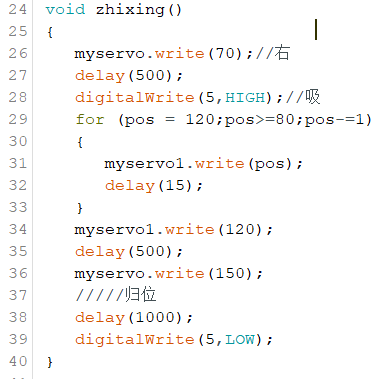 24 void zhixing()
25 {
26 myservo.write(70);//右
27 delay(500);
28 digitalWrite(5,HIGH);//吸
29 for (pos = 120;pos>=80;pos-=1)
30 {
31 myservo1.write(pos);
32 delay(15);
33 }
34 myservo1.write(120);
35 delay(500);
36 myservo.write(150);
37 /////归位
38 delay(1000);
39 digitalWrite(5,LOW);
40 }